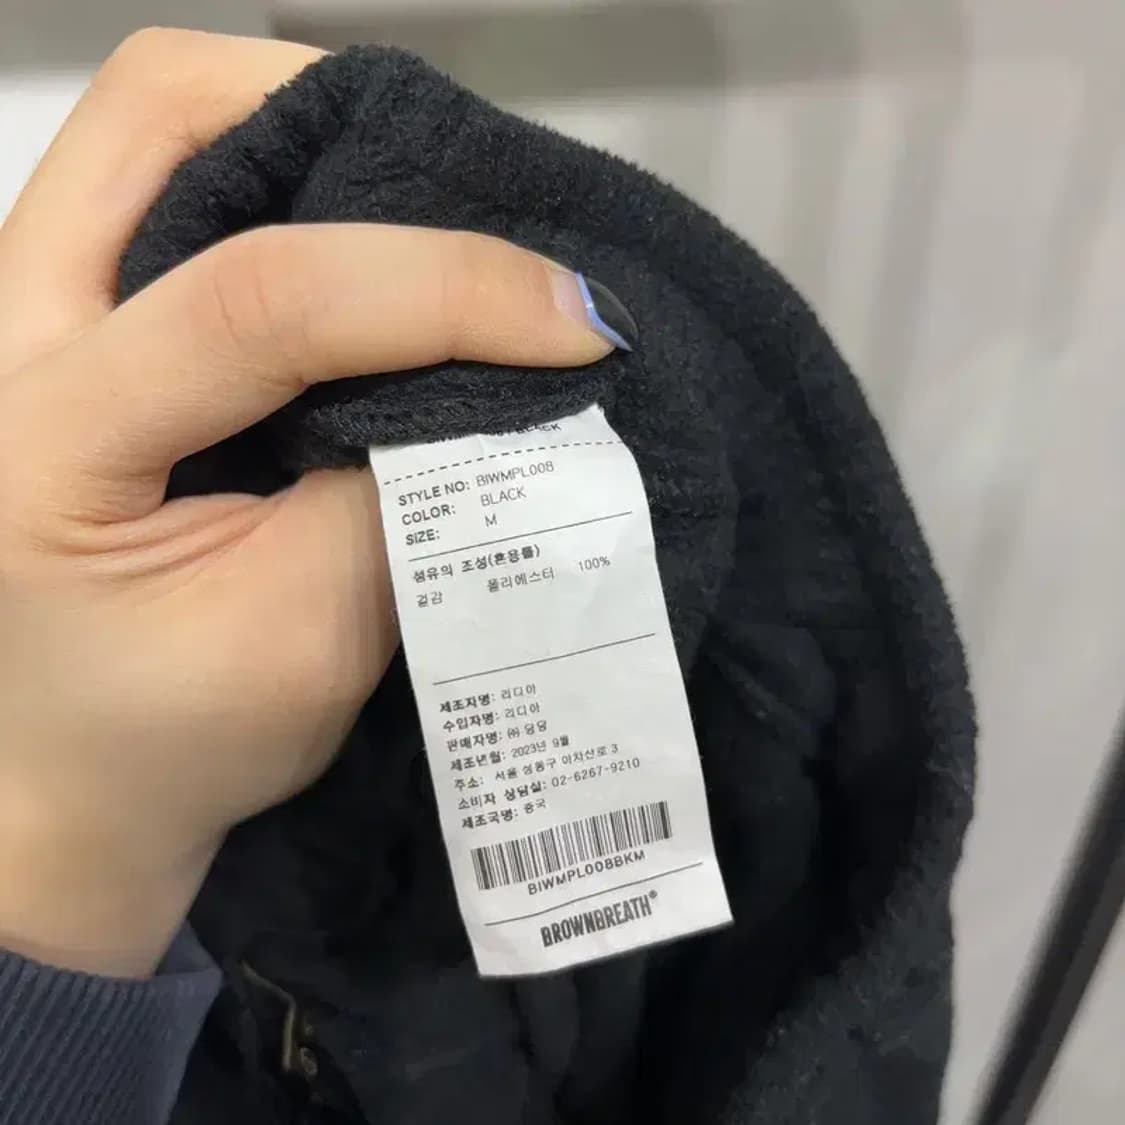 BLACK
STYLE NO: BIWMPL008
COLOR: BLACK
SIZE: M
섬유의 조성(혼용률)
겉감 폴리에스터 100%
제조자명: 리디아
수입자명: 리디아
판매자명: ㈜ 덩덩
제조년월: 2023년 9월
주소: 서울 성동구 아차산로 3
소비자 상담실: 02-6267-9210
제조국명: 중국
BIWMPL008BKM
BROWNBREATH®